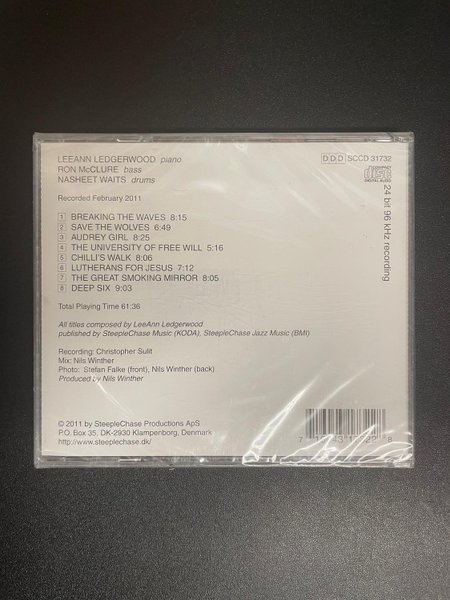 LEEANN LEDGERWOOD piano
RON McCLURE bass
NASHEET WAITS drums
Recorded February 2011
1 BREAKING THE WAVES 8:15
2 SAVE THE WOLVES 6:49
3 AUDREY GIRL 8:25
4 THE UNIVERSITY OF FREE WILL 5:16
5 CHILLI'S WALK 8:06
6 LUTHERANS FOR JESUS 7:12
7 THE GREAT SMOKING MIRROR 8:05
8 DEEP SIX 9:03
Total Playing Time 61:36
All titles composed by LeeAnn Ledgerwood
published by SteepleChase Music (KODA), SteepleChase Jazz Music (BMI)
Recording: Christopher Sulit
Mix: Nils Winther
Photo: Stefan Falke (front), Nils Winther (back)
Produced by Nils Winther
© 2011 by SteepleChase Productions ApS
P.O. Box 35, DK-2930 Klampenborg, Denmark
http://www.steeplechase.dk/
DDD SCCD 31732
COMPACT disc
DIGITAL AUDIO
24 bit 96 kHz recording